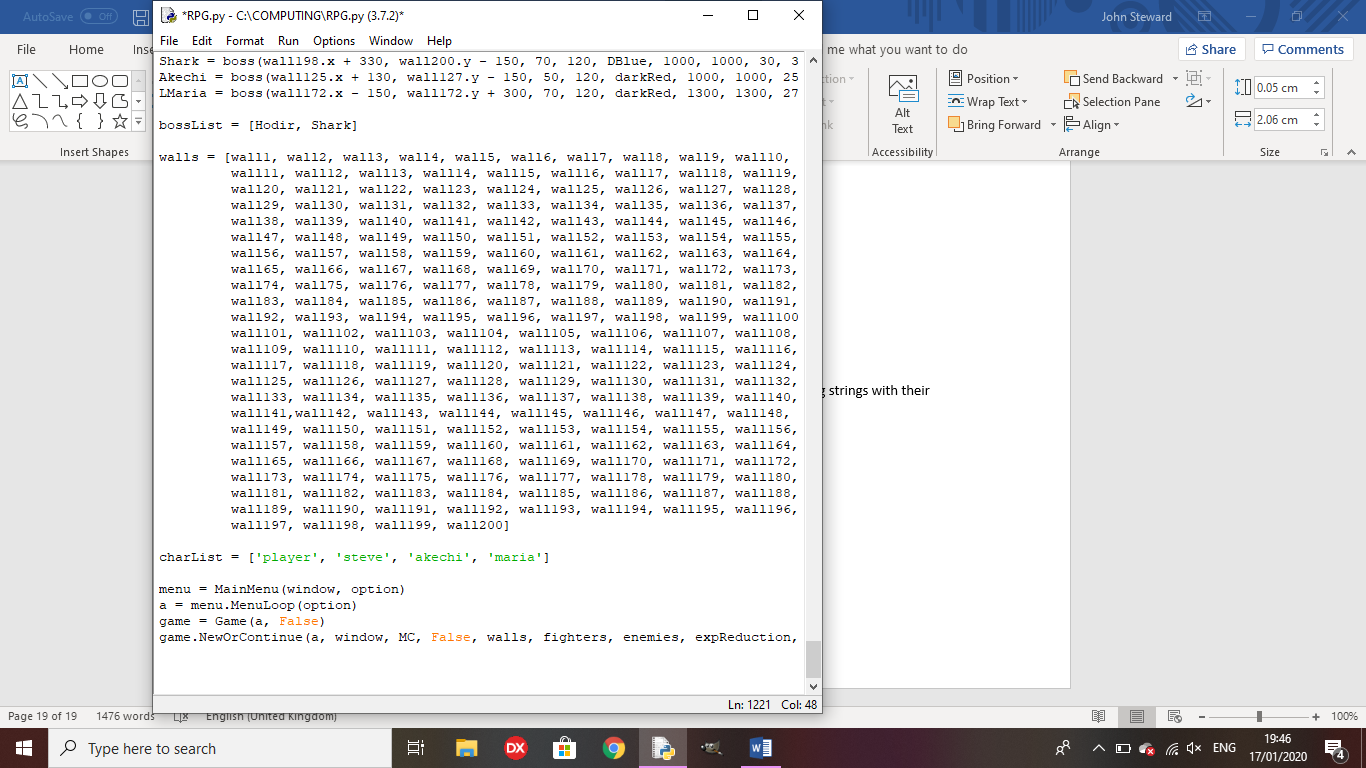 AutoSave Off
*RPG.py - C:\COMPUTING\RPG.py (3.7.2)*
John Steward
File Home
File Edit Format Run Options Window Help
me what you want to do
Share Comments
Shark = boss(wall198.x + 330, wall200.y - 150, 70, 120, DBlue, 1000, 1000, 30, 3
Akechi = boss(wall125.x + 130, wall127.y - 150, 50, 120, darkRed, 1000, 1000, 25
LMaria = boss(wall172.x - 150, wall172.y + 300, 70, 120, darkRed, 1300, 1300, 27
bossList = [Hodir, Shark]
walls = [wall1, wall2, wall3, wall4, wall5, wall6, wall7, wall8, wall9, wall10,
wall11, wall12, wall13, wall14, wall15, wall16, wall17, wall18, wall19,
wall20, wall21, wall22, wall23, wall24, wall25, wall26, wall27, wall28,
wall29, wall30, wall31, wall32, wall33, wall34, wall35, wall36, wall37,
wall38, wall39, wall40, wall41, wall42, wall43, wall44, wall45, wall46,
wall47, wall48, wall49, wall50, wall51, wall52, wall53, wall54, wall55,
wall56, wall57, wall58, wall59, wall60, wall61, wall62, wall63, wall64,
wall65, wall66, wall67, wall68, wall69, wall70, wall71, wall72, wall73,
wall74, wall75, wall76, wall77, wall78, wall79, wall80, wall81, wall82,
wall83, wall84, wall85, wall86, wall87, wall88, wall89, wall90, wall91,
wall92, wall93, wall94, wall95, wall96, wall97, wall98, wall99, wall100
wall101, wall102, wall103, wall104, wall105, wall106, wall107, wall108,
wall109, wall110, wall111, wall112, wall113, wall114, wall115, wall116,
wall117, wall118, wall119, wall120, wall121, wall122, wall123, wall124,
wall125, wall126, wall127, wall128, wall129, wall130, wall131, wall132,
wall133, wall134, wall135, wall136, wall137, wall138, wall139, wall140,
wall141,wall142, wall143, wall144, wall145, wall146, wall147, wall148,
wall149, wall150, wall151, wall152, wall153, wall154, wall155, wall156,
wall157, wall158, wall159, wall160, wall161, wall162, wall163, wall164,
wall165, wall166, wall167, wall168, wall169, wall170, wall171, wall172,
wall173, wall174, wall175, wall176, wall177, wall178, wall179, wall180,
wall181, wall182, wall183, wall184, wall185, wall186, wall187, wall188,
wall189, wall190, wall191, wall192, wall193, wall194, wall195, wall196,
wall197, wall198, wall199, wall200]
charList = ['player', 'steve', 'akechi', 'maria']
menu = MainMenu(window, option)
a = menu.MenuLoop(option)
game = Game(a, False)
game.NewOrContinue(a, window, MC, False, walls, fighters, enemies, expReduction,
Ln: 1221 Col: 48
Insert Shapes
Alt
Text
Accessibility
Position
Wrap Text
Bring Forward
Send Backward
Selection Pane
Align
Arrange
0.05 cm
2.06 cm
Size
strings with their
Page 19 of 19 1476 words English (United Kingdom)
100%
Type here to search
DX
ENG
19:46
17/01/2020
4